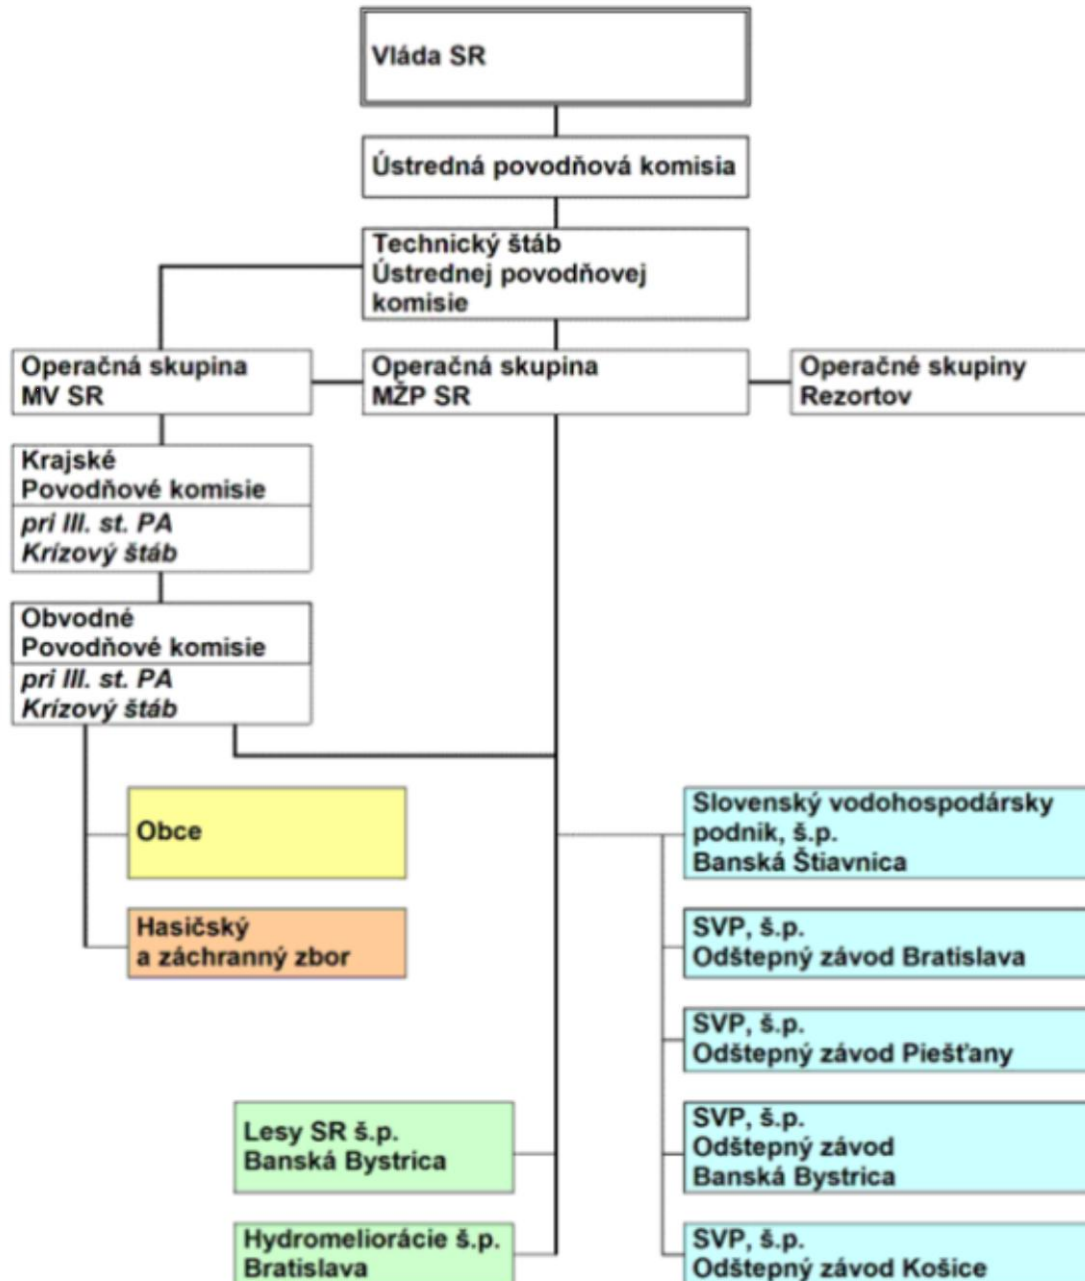 Vláda SR
Ústredná povodňová komisia
Technický štáb
Ústrednej povodňovej
komisie
Operačná skupina
MV SR
Operačná skupina
MŽP SR
Operačné skupiny
Rezortov
Krajské
Povodňové komisie
pri III. st. PA
Krízový štáb
Obvodné
Povodňové komisie
pri III. st. PA
Krízový štáb
Obce
Hasičský
a záchranný zbor
Slovenský vodohospodársky
podnik, š.p.
Banská Štiavnica
SVP, š.p.
Odštepný závod Bratislava
SVP, š.p.
Odštepný závod Piešťany
Lesy SR š.p.
Banská Bystrica
SVP, š.p.
Odštepný závod
Banská Bystrica
Hydromeliorácie š.p.
Bratislava
SVP, š.p.
Odštepný závod Košice